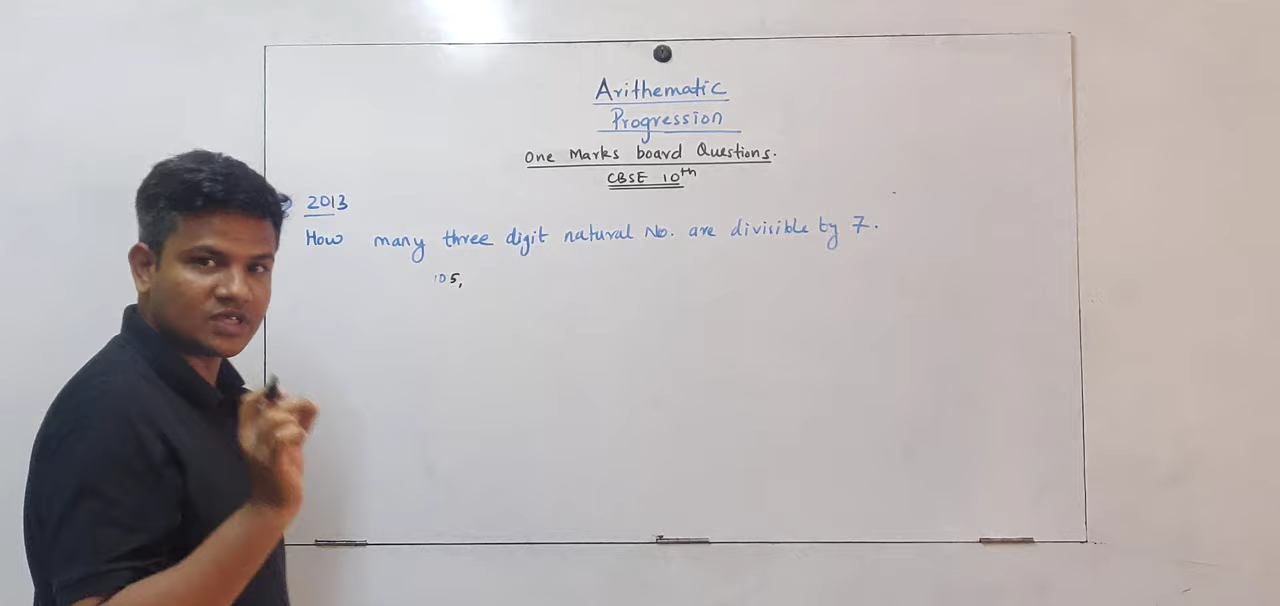 Arithematic
Progression
One Marks board Questions.
CBSE 10th
2013
How many three digit natural No. are divisible by 7.
105,